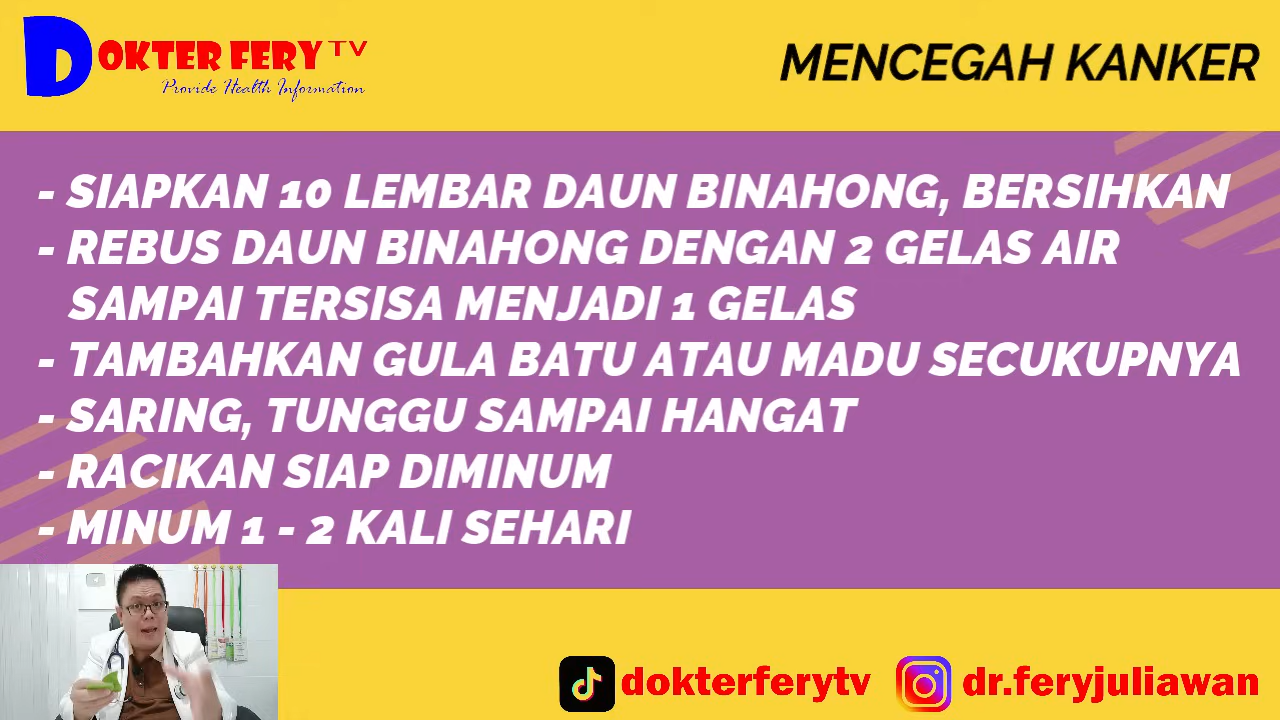 DOKTER FERY TV
Provide Health Information
MENCEGAH KANKER
- SIAPKAN 10 LEMBAR DAUN BINAHONG, BERSIHKAN
- REBUS DAUN BINAHONG DENGAN 2 GELAS AIR
SAMPAI TERSISA MENJADI 1 GELAS
- TAMBAHKAN GULA BATU ATAU MADU SECUKUPNYA
- SARING, TUNGGU SAMPAI HANGAT
- RACIKAN SIAP DIMINUM
- MINUM 1 - 2 KALI SEHARI
dokterferytv
dr.feryjuliawan